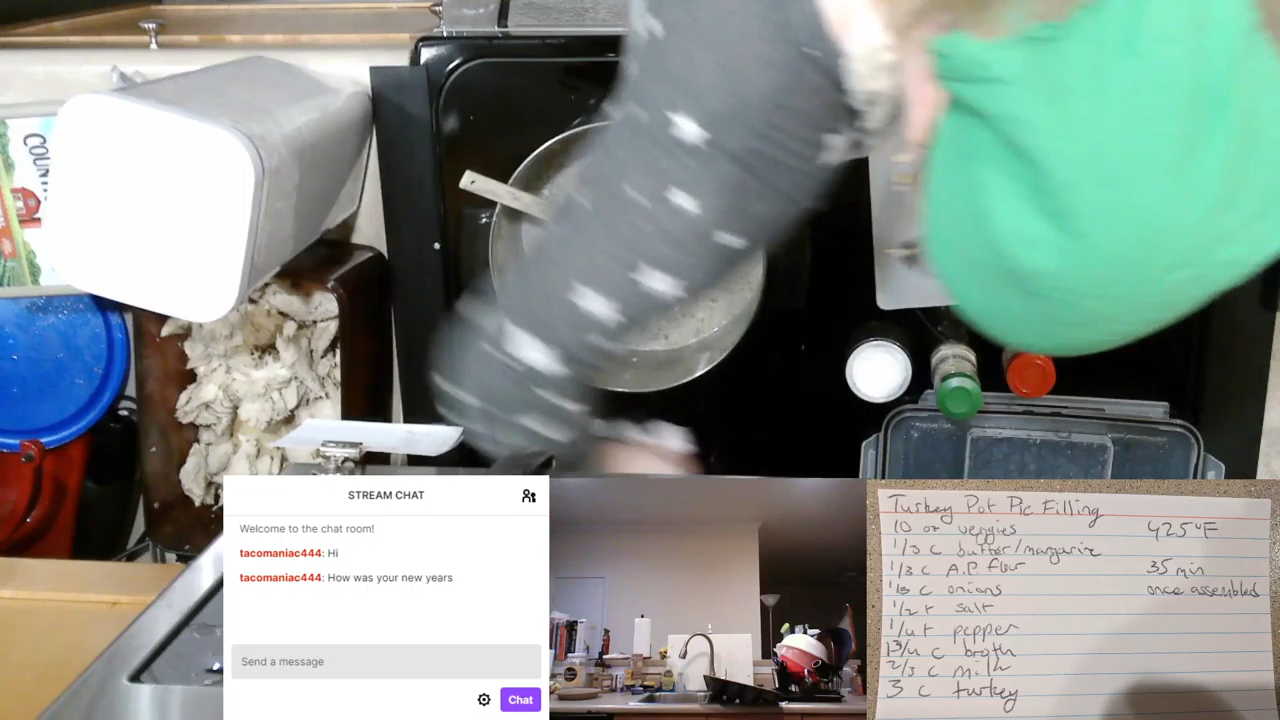 COUN
STREAM CHAT
Welcome to the chat room!
tacomaniac444: Hi
tacomaniac444: How was your new years
Send a message
Chat
Turkey Pot Pie Filling
10 oz veggies 425°F
1/3 c butter/margarine
1/3 c A.P. flour 35 min
1/3 c onions once assembled
1/2 t salt
1/4 t pepper
1 3/4 c broth
2/3 c milk
3 c turkey